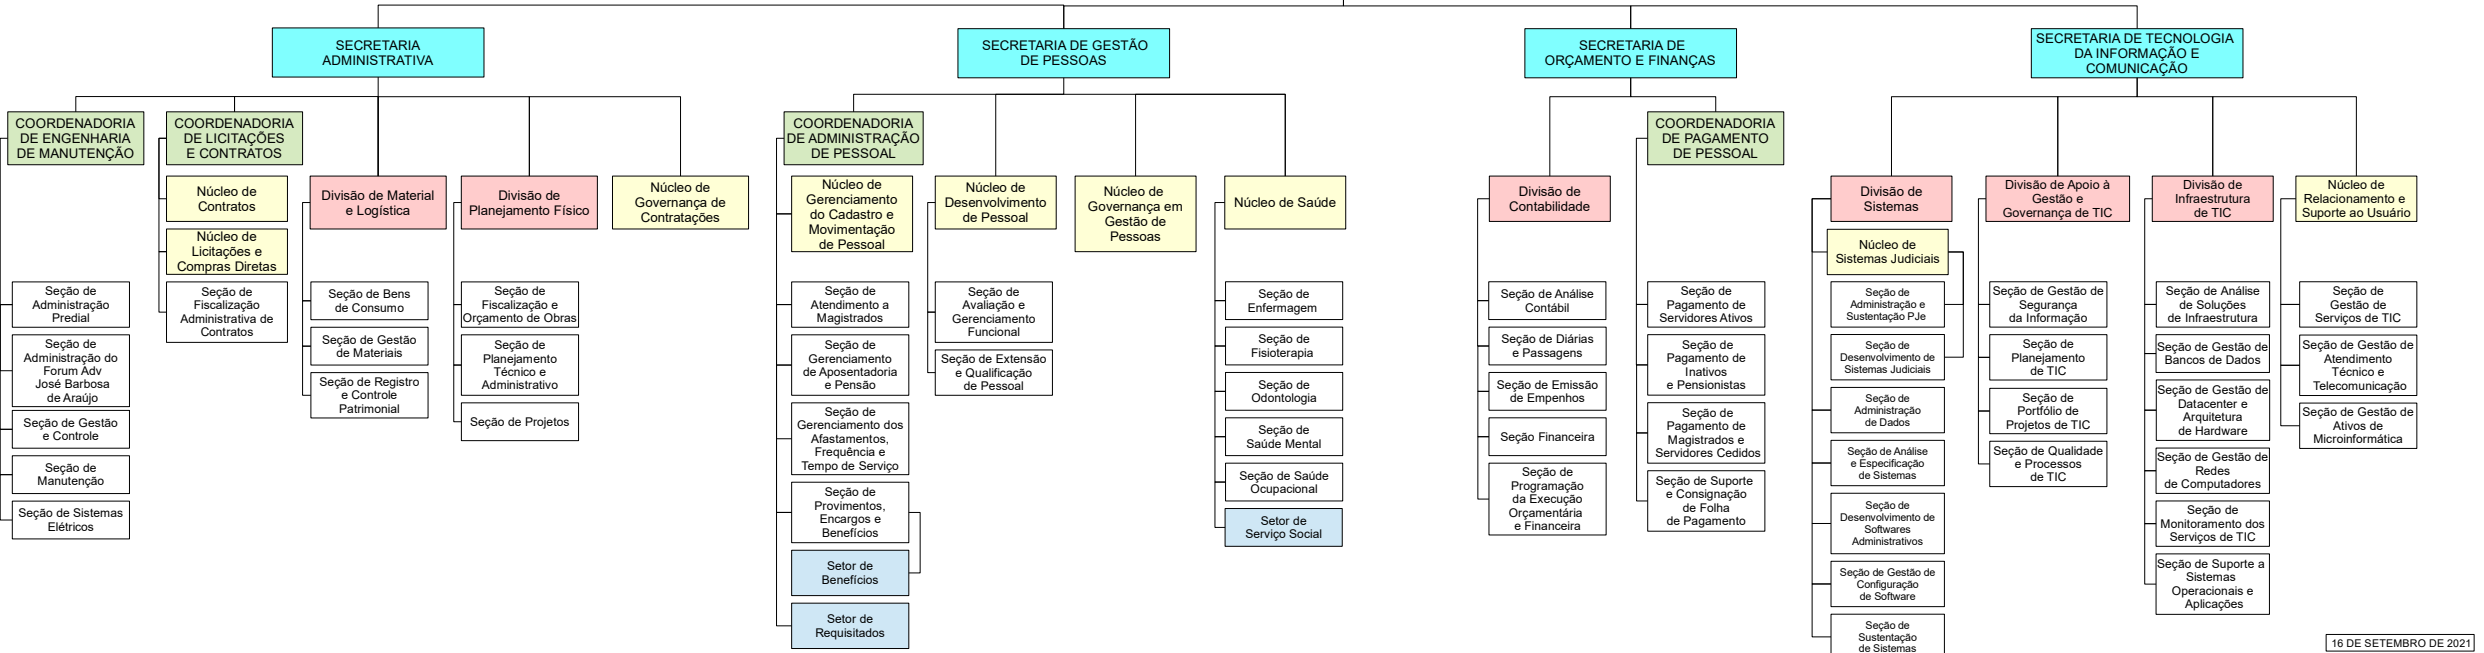 SECRETARIA
ADMINISTRATIVA
SECRETARIA DE GESTÃO
DE PESSOAS
SECRETARIA DE
ORÇAMENTO E FINANÇAS
SECRETARIA DE TECNOLOGIA
DA INFORMAÇÃO E
COMUNICAÇÃO
COORDENADORIA
DE ENGENHARIA
DE MANUTENÇÃO
Seção de
Administração
Predial
Seção de
Administração do
Forum Adv
José Barbosa
de Araújo
Seção de Gestão
e Controle
Seção de
Manutenção
Seção de Sistemas
Elétricos
COORDENADORIA
DE LICITAÇÕES
E CONTRATOS
Núcleo de
Contratos
Núcleo de
Licitações e
Compras Diretas
Seção de
Fiscalização
Administrativa de
Contratos
Divisão de Material
e Logística
Seção de Bens
de Consumo
Seção de Gestão
de Materiais
Seção de Registro
e Controle
Patrimonial
Divisão de
Planejamento Físico
Seção de
Fiscalização e
Orçamento de Obras
Seção de
Planejamento
Técnico e
Administrativo
Seção de Projetos
Núcleo de
Governança de
Contratações
COORDENADORIA
DE ADMINISTRAÇÃO
DE PESSOAL
Núcleo de
Gerenciamento
do Cadastro e
Movimentação
de Pessoal
Seção de
Atendimento a
Magistrados
Seção de
Gerenciamento
de Aposentadoria
e Pensão
Seção de
Gerenciamento dos
Afastamentos,
Frequência e
Tempo de Serviço
Seção de
Provimentos,
Encargos e
Benefícios
Setor de
Benefícios
Setor de
Requisitados
Núcleo de
Desenvolvimento
de Pessoal
Seção de
Avaliação e
Gerenciamento
Funcional
Seção de Extensão
e Qualificação
de Pessoal
Núcleo de
Governança em
Gestão de
Pessoas
Núcleo de Saúde
Seção de
Enfermagem
Seção de
Fisioterapia
Seção de
Odontologia
Seção de
Saúde Mental
Seção de Saúde
Ocupacional
Setor de
Serviço Social
Divisão de
Contabilidade
Seção de Análise
Contábil
Seção de Diárias
e Passagens
Seção de Emissão
de Empenhos
Seção Financeira
Seção de
Programação
da Execução
Orçamentária
e Financeira
COORDENADORIA
DE PAGAMENTO
DE PESSOAL
Seção de
Pagamento de
Servidores Ativos
Seção de
Pagamento de
Inativos
e Pensionistas
Seção de
Pagamento de
Magistrados e
Servidores Cedidos
Seção de Suporte
e Consignação
de Folha
de Pagamento
Divisão de
Sistemas
Núcleo de
Sistemas Judiciais
Seção de
Administração e
Sustentação PJe
Seção de
Desenvolvimento de
Sistemas Judiciais
Seção de
Administração
de Dados
Seção de Análise
e Especificação
de Sistemas
Seção de
Desenvolvimento de
Softwares
Administrativos
Seção de Gestão de
Configuração
de Software
Seção de
Sustentação
de Sistemas
Divisão de Apoio à
Gestão e
Governança de TIC
Seção de Gestão de
Segurança
da Informação
Seção de
Planejamento
de TIC
Seção de
Portfólio de
Projetos de TIC
Seção de Qualidade
e Processos
de TIC
Divisão de
Infraestrutura
de TIC
Seção de Análise
de Soluções
de Infraestrutura
Seção de Gestão de
Bancos de Dados
Seção de Gestão de
Datacenter e
Arquitetura
de Hardware
Seção de Gestão de
Redes
de Computadores
Seção de
Monitoramento dos
Serviços de TIC
Seção de Suporte a
Sistemas
Operacionais e
Aplicações
Núcleo de
Relacionamento e
Suporte ao Usuário
Seção de
Gestão de
Serviços de TIC
Seção de Gestão de
Atendimento
Técnico e
Telecomunicação
Seção de Gestão de
Ativos de
Microinformática
16 DE SETEMBRO DE 2021